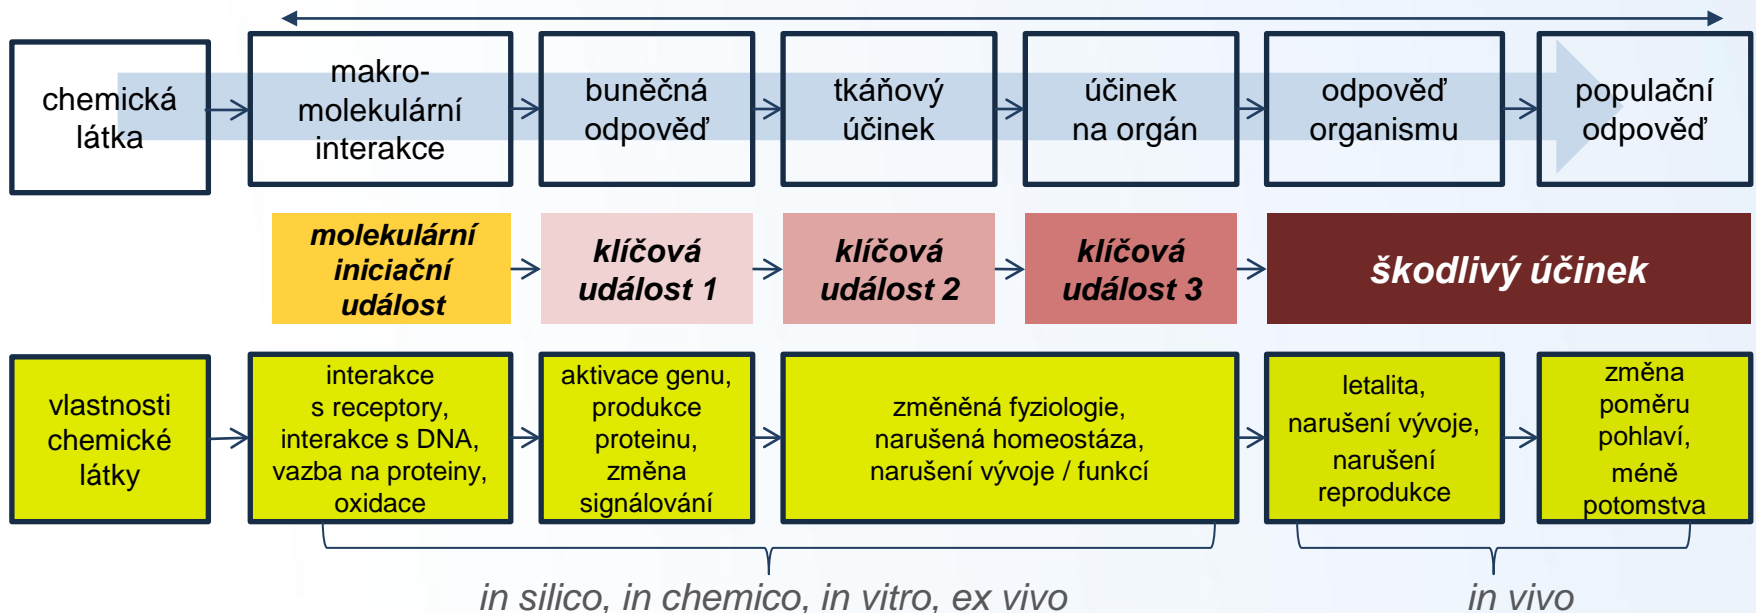 chemická
látka
makro-
molekulární
interakce
buněčná
odpověď
tkáňový
účinek
účinek
na orgán
odpověď
organismu
populační
odpověď
molekulární
iniciační
událost
klíčová
událost 1
klíčová
událost 2
klíčová
událost 3
škodlivý účinek
vlastnosti
chemické
látky
interakce
s receptory,
interakce s DNA,
vazba na proteiny,
oxidace
aktivace genu,
produkce
proteinu,
změna
signálování
změněná fyziologie,
narušená homeostáza,
narušení vývoje / funkcí
letalita,
narušení vývoje,
narušení
reprodukce
změna
poměru
pohlaví,
méně
potomstva
in silico, in chemico, in vitro, ex vivo
in vivo